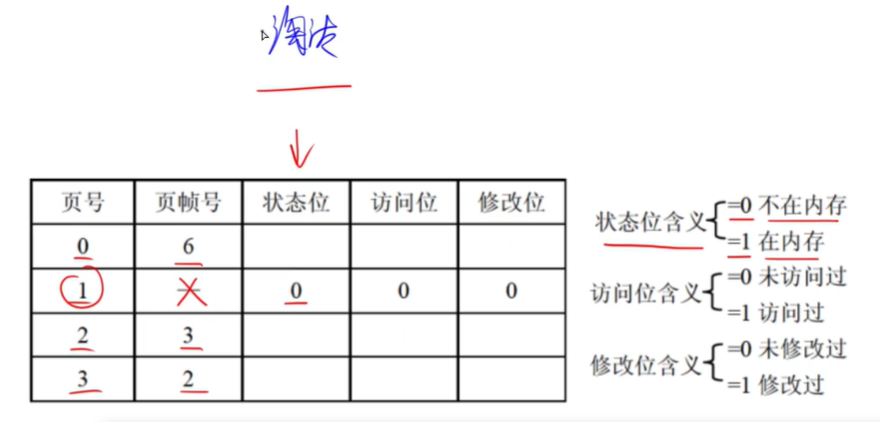 淘汰
页号 页帧号 状态位 访问位 修改位
0 6
1 — 0 0 0
2 3
3 2
状态位含义 =0 不在内存
=1 在内存
访问位含义 =0 未访问过
=1 访问过
修改位含义 =0 未修改过
=1 修改过